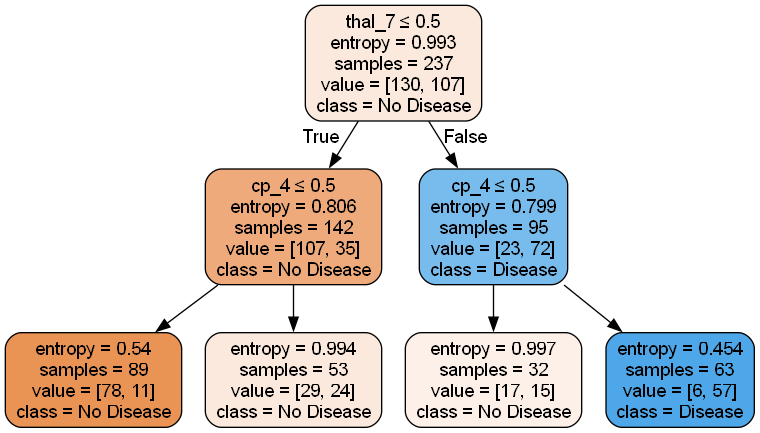 thal_7 ≤ 0.5
entropy = 0.993
samples = 237
value = [130, 107]
class = No Disease
True
False
cp_4 ≤ 0.5
entropy = 0.806
samples = 142
value = [107, 35]
class = No Disease
cp_4 ≤ 0.5
entropy = 0.799
samples = 95
value = [23, 72]
class = Disease
entropy = 0.54
samples = 89
value = [78, 11]
class = No Disease
entropy = 0.994
samples = 53
value = [29, 24]
class = No Disease
entropy = 0.997
samples = 32
value = [17, 15]
class = No Disease
entropy = 0.454
samples = 63
value = [6, 57]
class = Disease